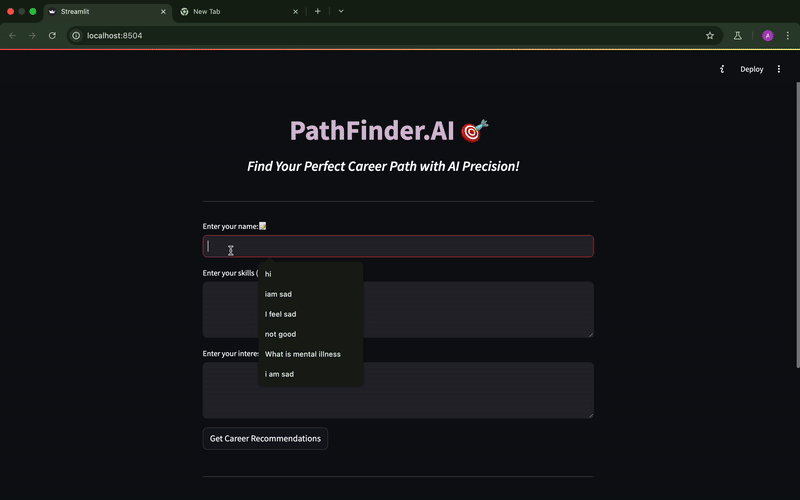 Streamlit
New Tab
localhost:8504
A
Deploy
PathFinder.AI
Find Your Perfect Career Path with AI Precision!
Enter your name:
Enter your skills (
hi
iam sad
I feel sad
not good
What is mental illness
i am sad
Enter your interes
Get Career Recommendations